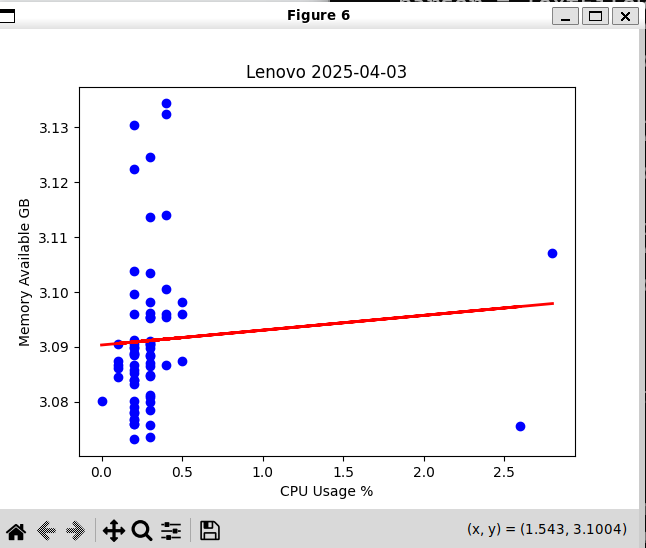 Figure 6
Lenovo 2025-04-03
3.13
3.12
3.11
3.10
3.09
3.08
Memory Available GB
0.0 0.5 1.0 1.5 2.0 2.5
CPU Usage %
(x, y) = (1.543, 3.1004)